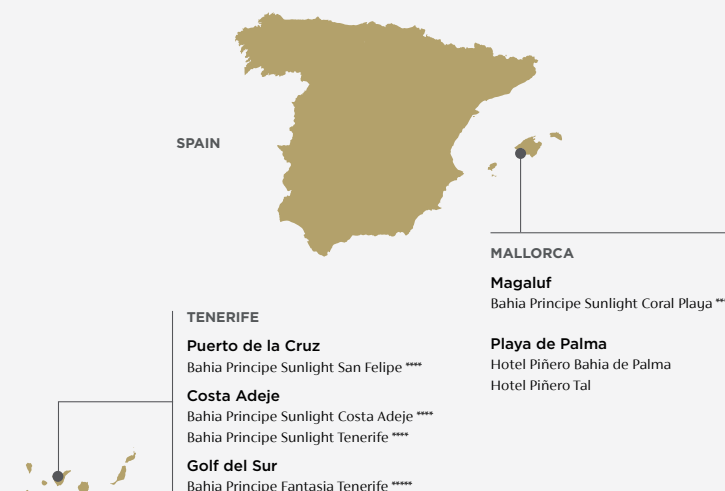 SPAIN
MALLORCA
Magaluf
Bahia Principe Sunlight Coral Playa ***
Playa de Palma
Hotel Piñero Bahia de Palma
Hotel Piñero Tal
TENERIFE
Puerto de la Cruz
Bahia Principe Sunlight San Felipe ****
Costa Adeje
Bahia Principe Sunlight Costa Adeje ****
Bahia Principe Sunlight Tenerife ****
Golf del Sur
Bahia Principe Fantasia Tenerife *****